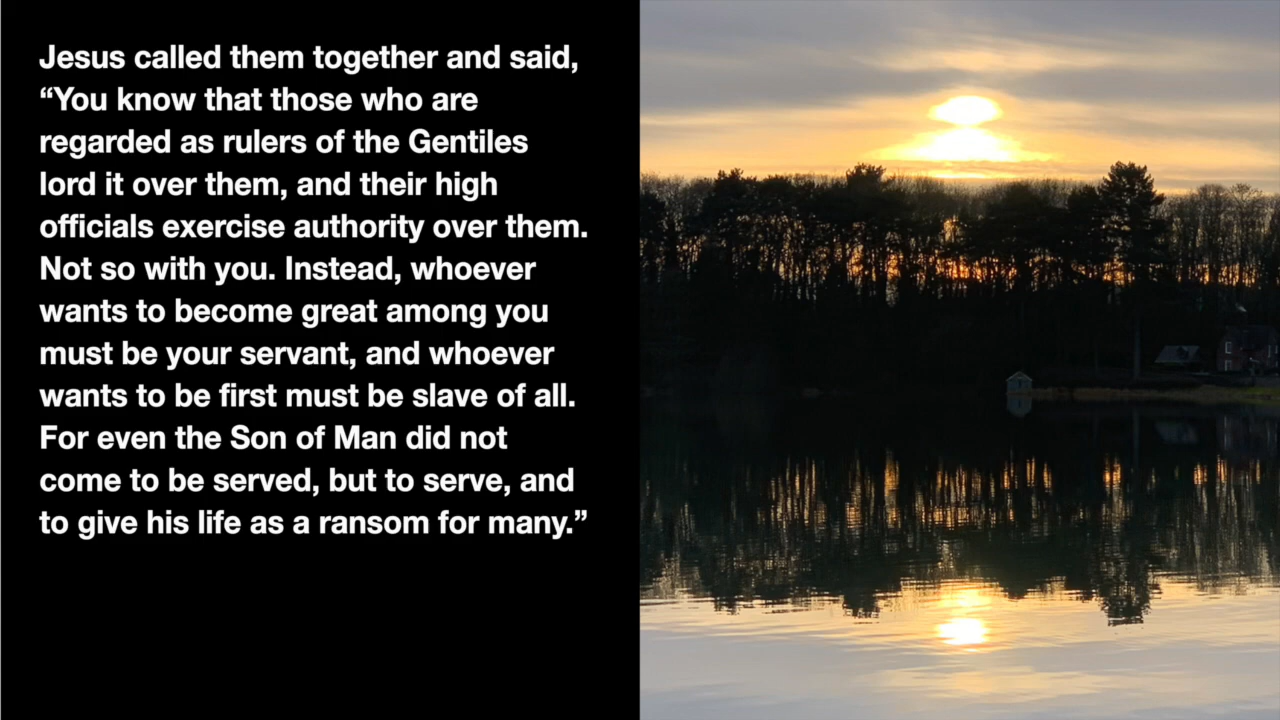 Jesus called them together and said,
“You know that those who are
regarded as rulers of the Gentiles
lord it over them, and their high
officials exercise authority over them.
Not so with you. Instead, whoever
wants to become great among you
must be your servant, and whoever
wants to be first must be slave of all.
For even the Son of Man did not
come to be served, but to serve, and
to give his life as a ransom for many.”